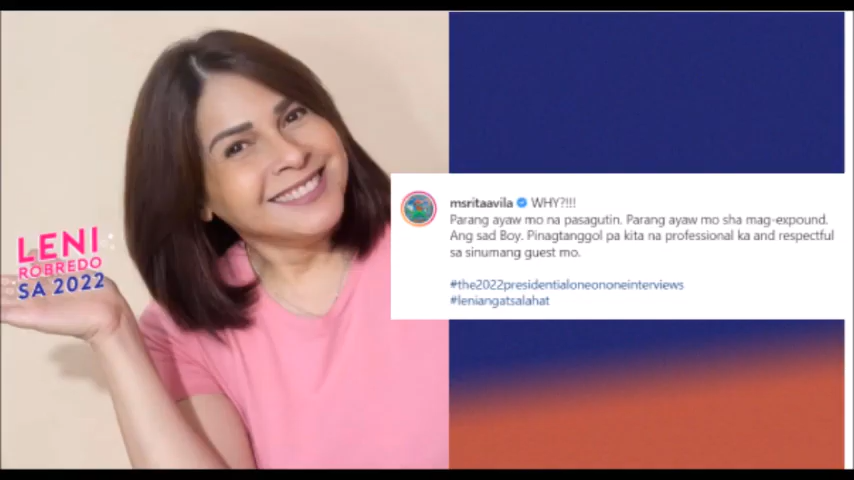 LENI
ROBREDO
SA 2022
msritaavila WHY?!!!
Parang ayaw mo na pasagutin. Parang ayaw mo sha mag-expound.
Ang sad Boy. Pinagtanggol pa kita na professional ka and respectful
sa sinumang guest mo.
#the2022presidentialoneononeinterviews
#leniangatsalahat